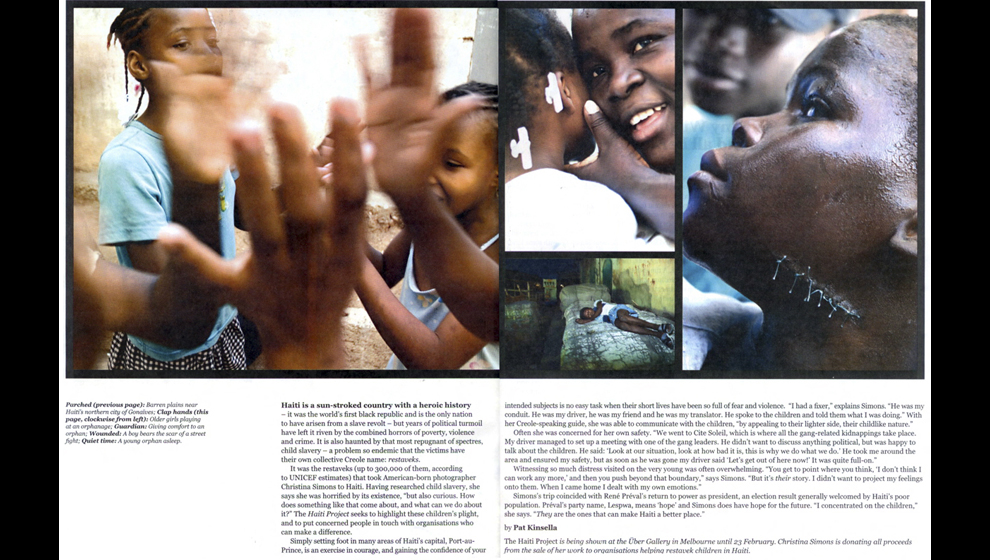 Parched (previous page): Barren plains near
Haiti's northern city of Gonaives; Clap hands (this
page, clockwise from left): Older girls playing
at an orphanage; Guardian: Giving comfort to an
orphan; Wounded: A boy bears the scar of a street
fight; Quiet time: A young orphan asleep.
Haiti is a sun-stroked country with a heroic history
– it was the world's first black republic and is the only nation
to have arisen from a slave revolt – but years of political turmoil
have left it riven by the combined horrors of poverty, violence
and crime. It is also haunted by that most repugnant of spectres,
child slavery – a problem so endemic that the victims have
their own collective Creole name: restaveks.
It was the restaveks (up to 300,000 of them, according
to UNICEF estimates) that took American-born photographer
Christina Simons to Haiti. Having researched child slavery, she
says she was horrified by its existence, "but also curious. How
does something like that come about, and what can we do about
it?" The Haiti Project seeks to highlight these children's plight,
and to put concerned people in touch with organisations who
can make a difference.
Simply setting foot in many areas of Haiti's capital, Port-au-
Prince, is an exercise in courage, and gaining the confidence of your
intended subjects is no easy task when their short lives have been so full of fear and violence. "I had a fixer," explains Simons. "He was my
conduit. He was my driver, he was my friend and he was my translator. He spoke to the children and told them what I was doing." With
her Creole-speaking guide, she was able to communicate with the children, "by appealing to their lighter side, their childlike nature."
Often she was concerned for her own safety. "We went to Cite Soleil, which is where all the gang-related kidnappings take place.
My driver managed to set up a meeting with one of the gang leaders. He didn't want to discuss anything political, but was happy to
talk about the children. He said: 'Look at our situation, look at how bad it is, this is why we do what we do.' He took me around the
area and ensured my safety, but as soon as he was gone my driver said 'Let's get out of here now!' It was quite full-on."
Witnessing so much distress visited on the very young was often overwhelming. "You get to point where you think, 'I don't think I
can work any more,' and then you push beyond that boundary," says Simons. "But it's their story. I didn't want to project my feelings
onto them. When I came home I dealt with my own emotions."
Simons's trip coincided with René Préval's return to power as president, an election result generally welcomed by Haiti's poor
population. Préval's party name, Lespwa, means 'hope' and Simons does have hope for the future. "I concentrated on the children,"
she says. "They are the ones that can make Haiti a better place."
by Pat Kinsella
The Haiti Project is being shown at the Über Gallery in Melbourne until 23 February. Christina Simons is donating all proceeds
from the sale of her work to organisations helping restavek children in Haiti.